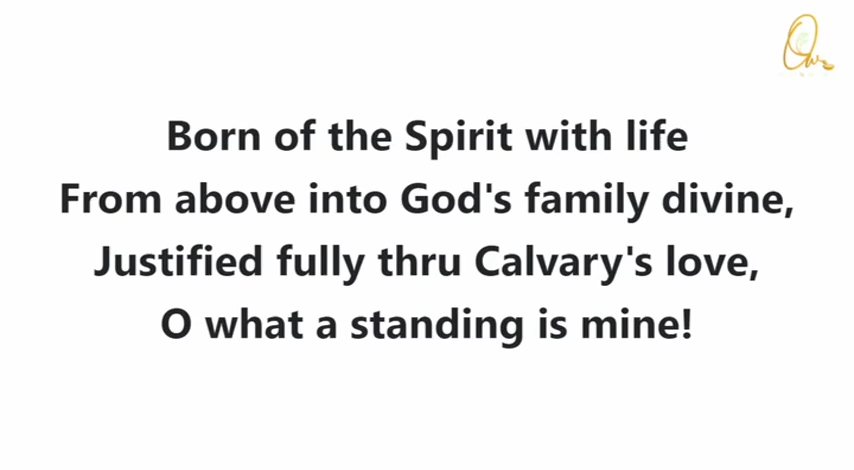 Born of the Spirit with life
From above into God's family divine,
Justified fully thru Calvary's love,
O what a standing is mine!